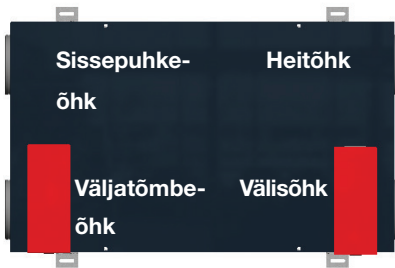 Sissepuhke-
õhk
Heitõhk
Väljatõmbe-
õhk
Välisõhk